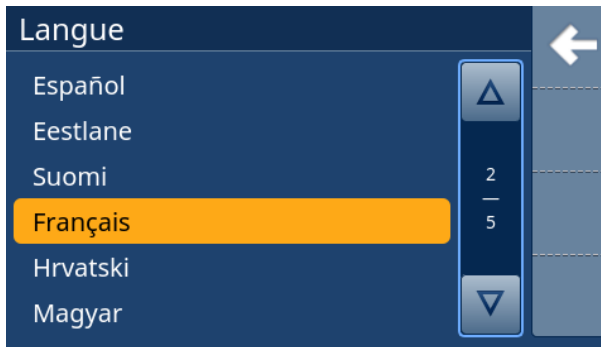 Langue
Español
Eestlane
Suomi
Français
Hrvatski
Magyar
2
5